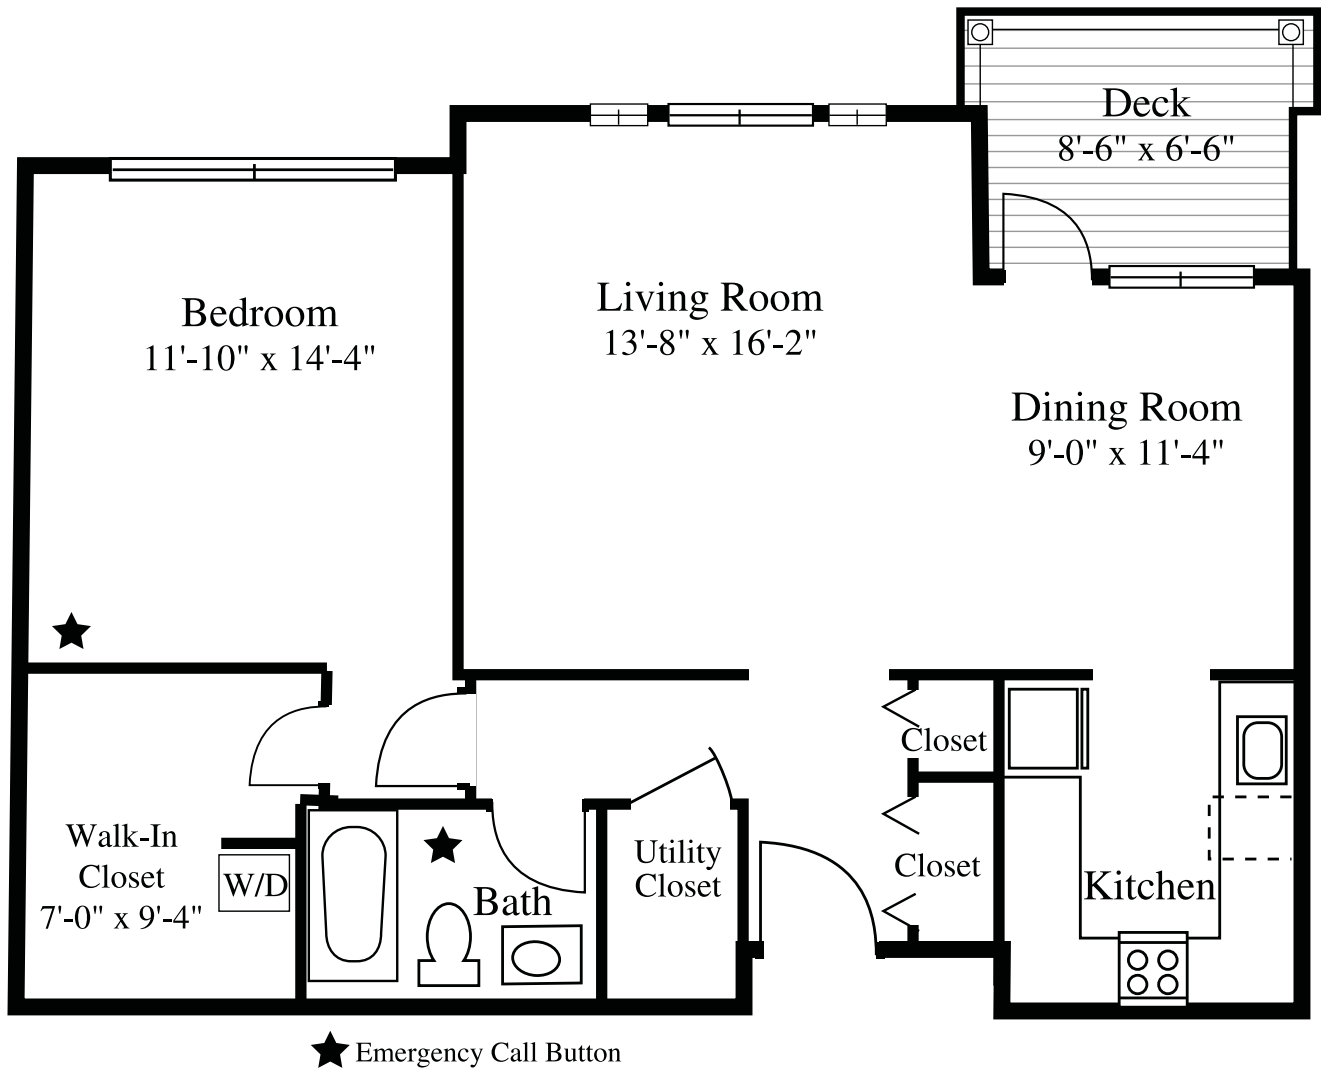 Deck
8'-6" x 6'-6"
Bedroom
11'-10" x 14'-4"
Living Room
13'-8" x 16'-2"
Dining Room
9'-0" x 11'-4"
Closet
Walk-In
Closet
7'-0" x 9'-4"
W/D
Bath
Utility
Closet
Closet
Kitchen
Emergency Call Button